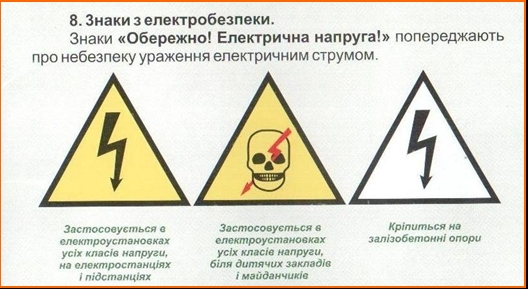 8. Знаки з електробезпеки.
Знаки «Обережно! Електрична напруга!» попереджають
про небезпеку ураження електричним струмом.
Застосовується в
електроустановках
усіх класів напруги,
на електростанціях
і підстанціях
Застосовується в
електроустановках
усіх класів напруги,
біля дитячих закладів
і майданчиків
Кріпиться на
залізобетонні опори